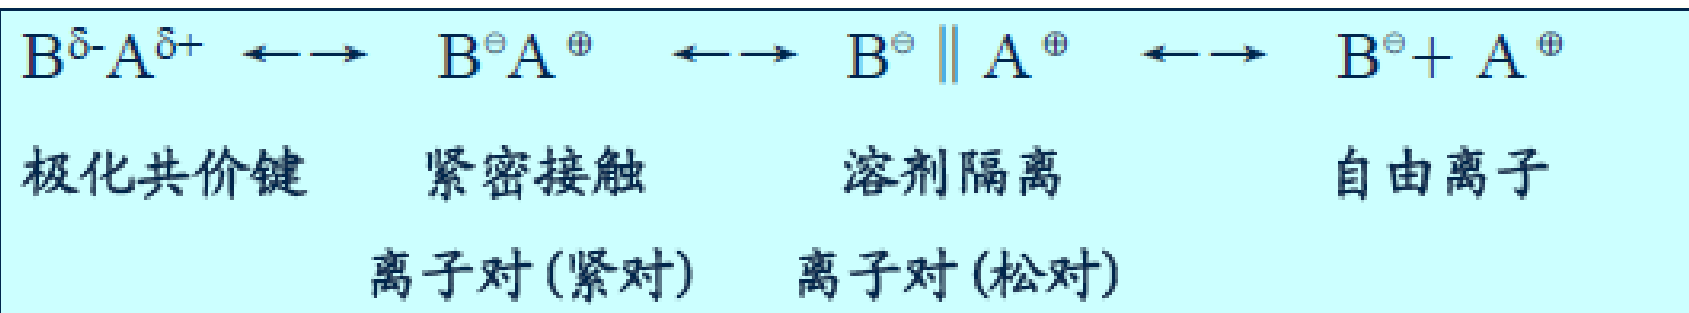 Bδ-Aδ+ ←→ B⊖A⊕ ←→ B⊖ ‖ A⊕ ←→ B⊖+ A⊕
极化共价键 紧密接触 溶剂隔离 自由离子
离子对(紧对) 离子对(松对)